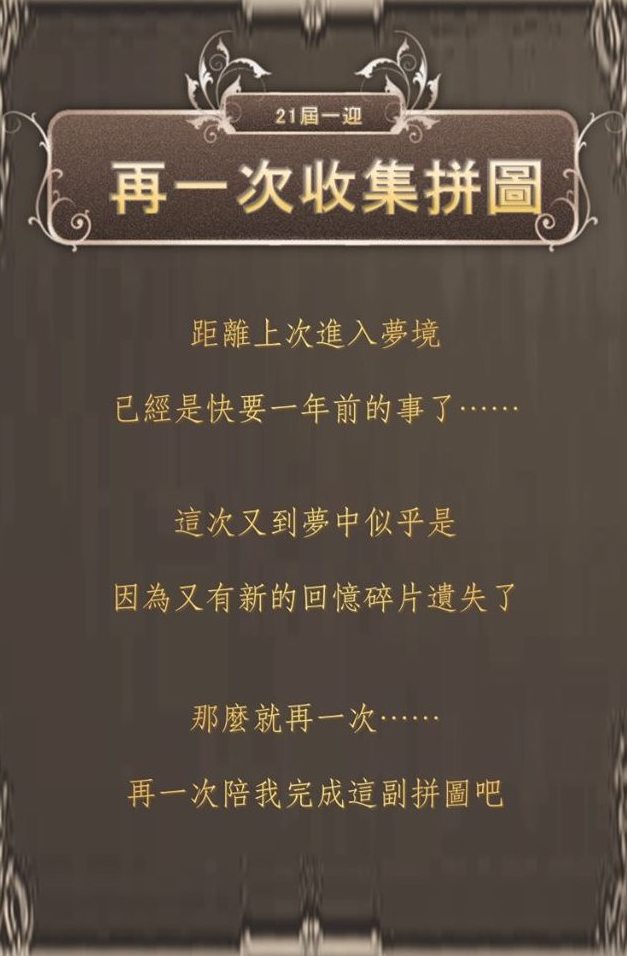 21屆一迎
再一次收集拼圖
距離上次進入夢境
已經是快要一年前的事了……
這次又到夢中似乎是
因為又有新的回憶碎片遺失了
那麼就再一次……
再一次陪我完成這副拼圖吧